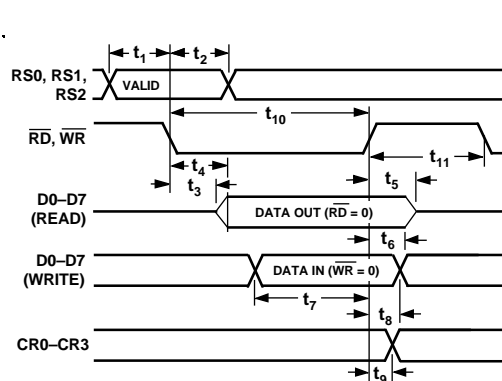 t1 t2
RS0, RS1, RS2 VALID
t10
RD, WR
t4 t11
t3 t5
D0–D7 (READ) DATA OUT (RD = 0)
t6
D0–D7 (WRITE) DATA IN (WR = 0)
t7 t8
CR0–CR3
t9